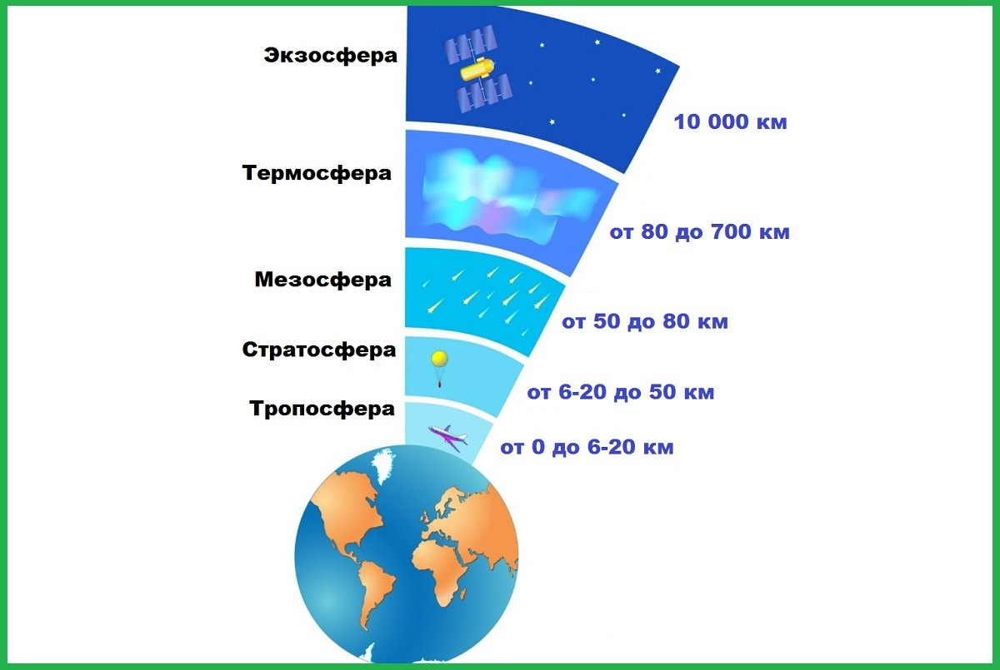 Экзосфера
10 000 км
Термосфера
от 80 до 700 км
Мезосфера
от 50 до 80 км
Стратосфера
от 6-20 до 50 км
Тропосфера
от 0 до 6-20 км